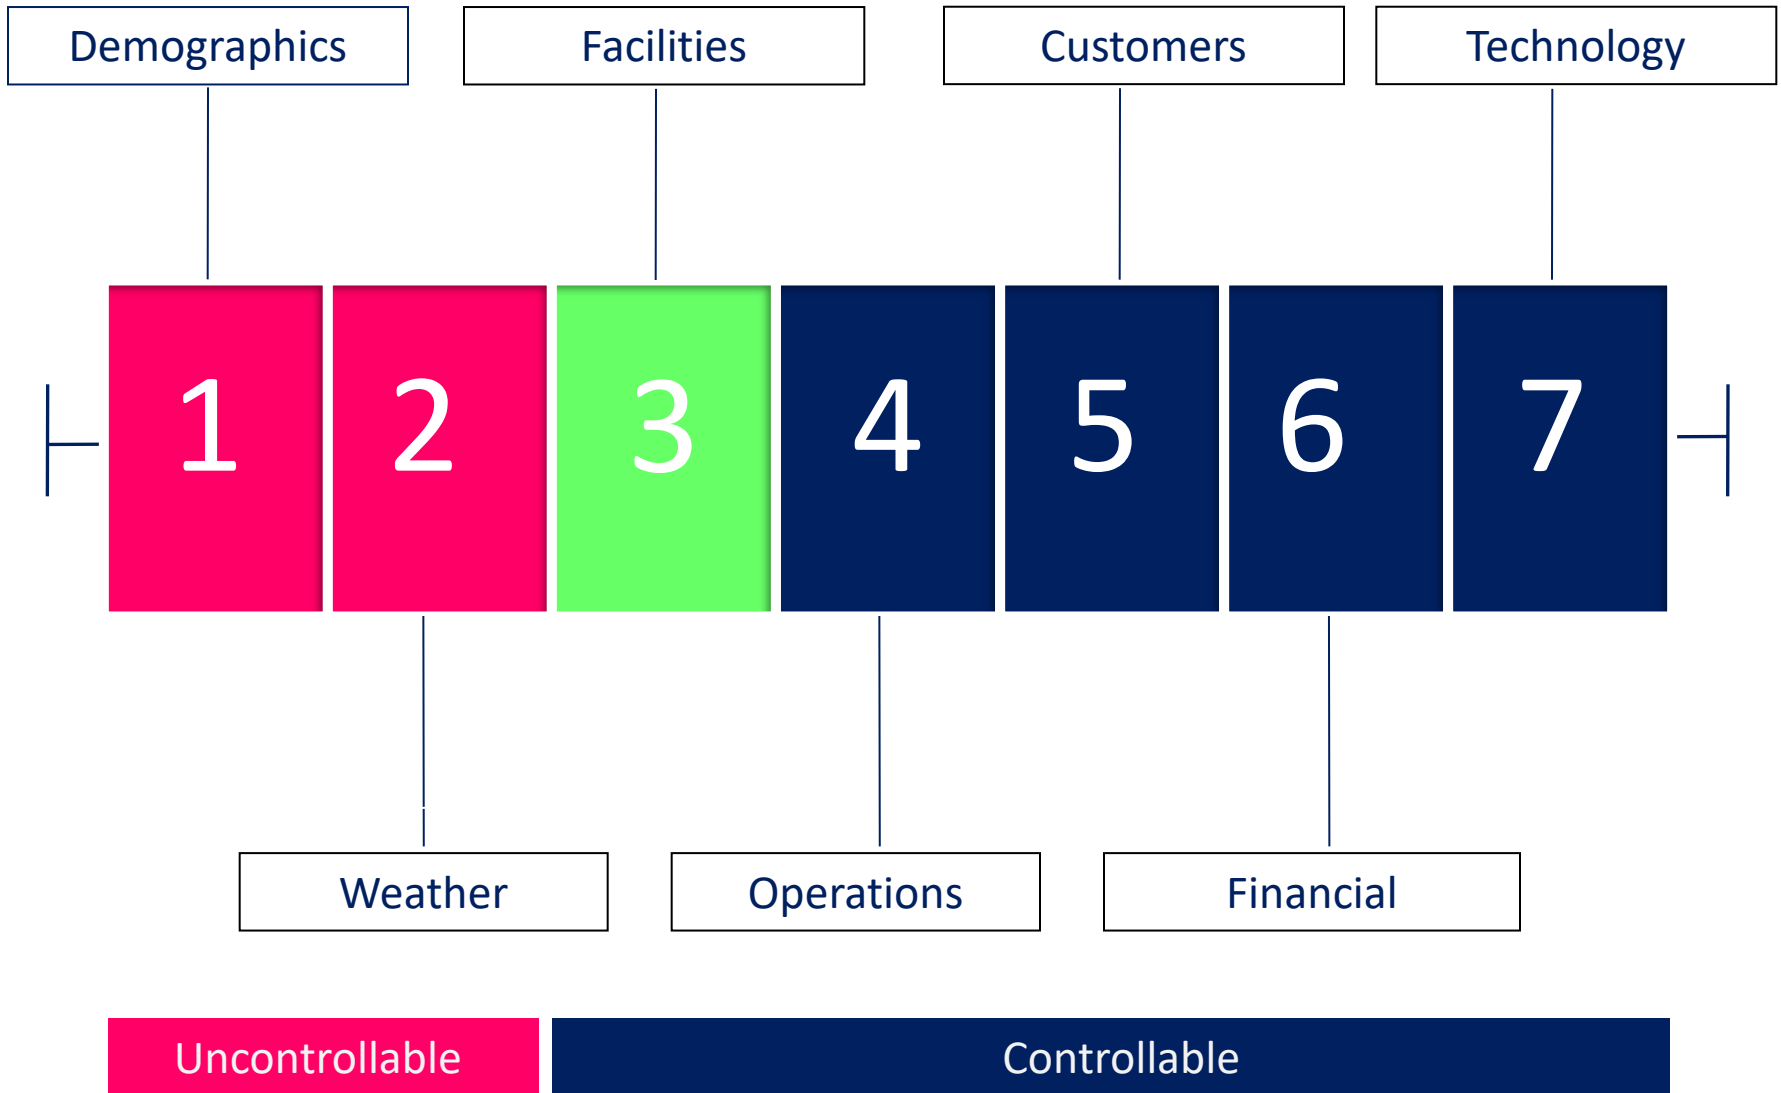 Demographics
Facilities
Customers
Technology
1
2
3
4
5
6
7
Weather
Operations
Financial
Uncontrollable
Controllable